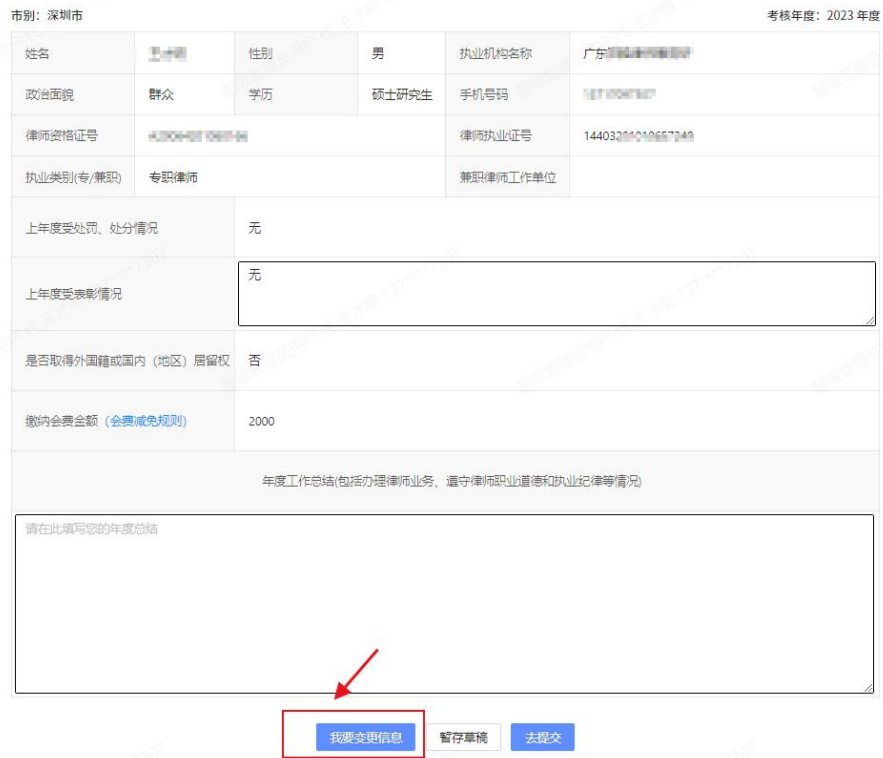 市别：深圳市 考核年度：2023 年度
姓名 性别 男 执业机构名称 广东
政治面貌 群众 学历 硕士研究生 手机号码
律师资格证号 律师执业证号
执业类别(专/兼职) 专职律师 兼职律师工作单位
上年度受处罚、处分情况 无
上年度受表彰情况 无
是否取得外国籍或国内（地区）居留权 否
缴纳会费金额（会费减免规则） 2000
年度工作总结(包括办理律师业务、遵守律师职业道德和执业纪律等情况)
请在此填写您的年度总结
我要变更信息 暂存草稿 去提交